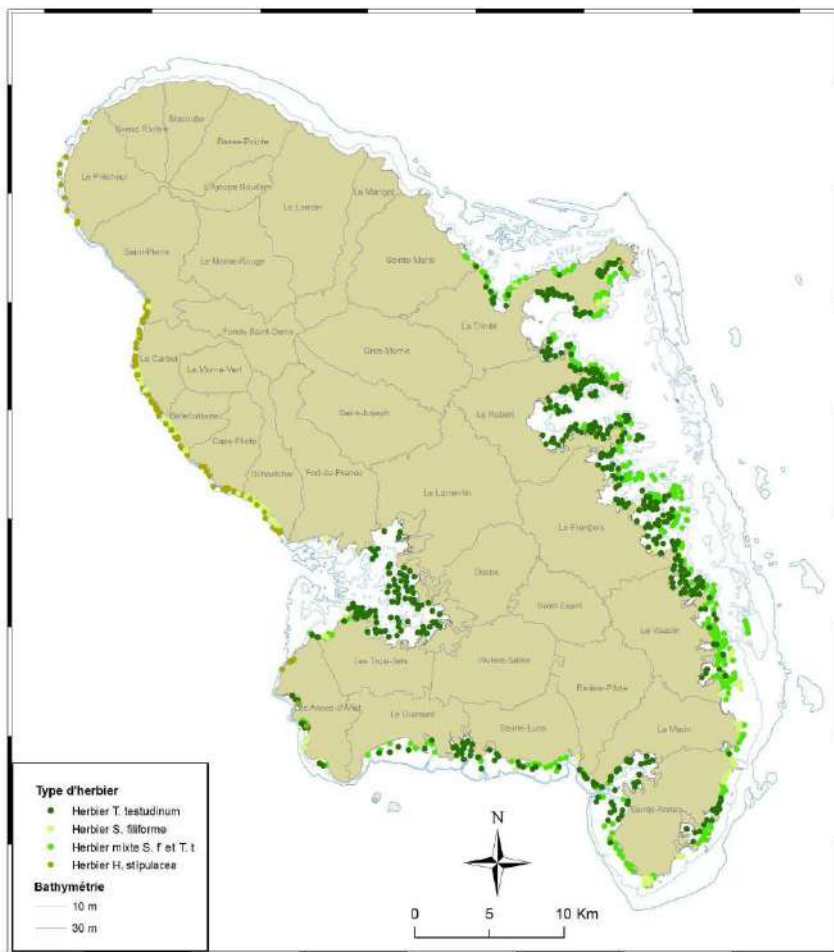 Macouba
Grand Rivière
Basse-Pointe
Le Prêcheur
L'Ajoupa Bouillon
Le Lorrain
Le Marigot
Saint-Pierre
Le Morne-Rouge
Sainte-Marie
La Trinité
Fonds-Saint-Denis
Gros-Morne
Le Carbet
Le Morne-Vert
Saint-Joseph
Le Robert
Bellefontaine
Case-Pilote
Schoelcher
Fort-de-France
Le Lamentin
Le François
Ducos
Saint Esprit
Le Vauclin
Les Trois-Ilets
Rivière-Salée
Rivière-Pilote
Les Anses-d'Arlet
Le Diamant
Sainte-Luce
Le Marin
Sainte-Anne
Type d'herbier
Herbier T. testudinum
Herbier S. filiforme
Herbier mixte S. f et T. t
Herbier H. stipulacea
Bathymétrie
10 m
30 m
N
0 5 10 Km